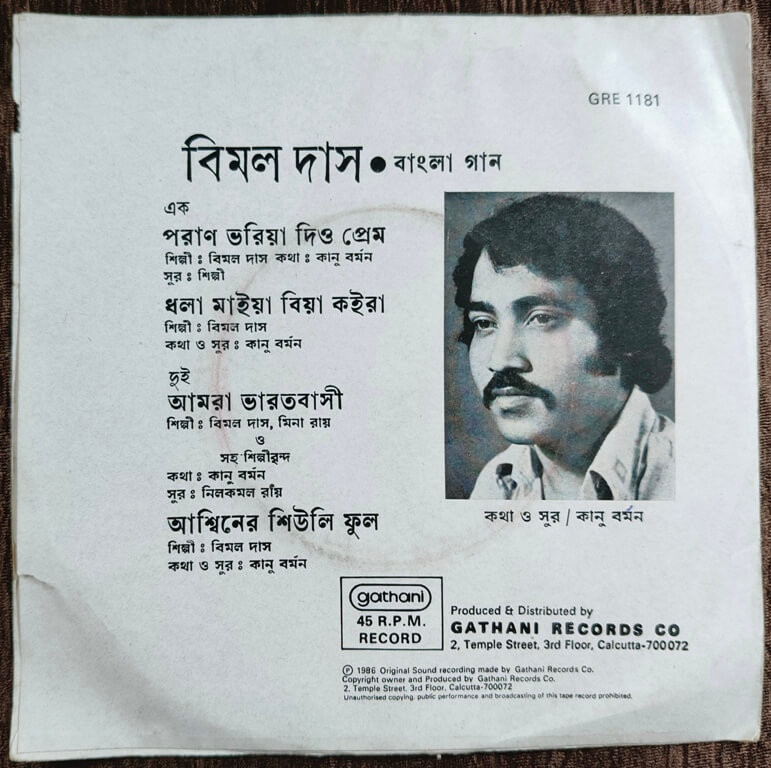 GRE 1181
বিমল দাস • বাংলা গান
এক
পরাণ ভরিয়া দিও প্রেম
শিল্পী ঃ বিমল দাস কথা ঃ কানু বর্মন
সুর ঃ শিল্পী
ধলা মাইয়া বিয়া কইরা
শিল্পী ঃ বিমল দাস
কথা ও সুর ঃ কানু বর্মন
দুই
আমরা ভারতবাসী
শিল্পী ঃ বিমল দাস, মিনা রায়
ও
সহ শিল্পীবৃন্দ
কথা ঃ কানু বর্মন
সুর ঃ নিলকমল রাঁয়
আশ্বিনের শিউলি ফুল
শিল্পী ঃ বিমল দাস
কথা ও সুর ঃ কানু বর্মন
কথা ও সুর / কানু বর্মন
gathani
45 R.P.M.
RECORD
Produced & Distributed by
GATHANI RECORDS CO
2, Temple Street, 3rd Floor, Calcutta-700072
Ⓟ 1986 Original Sound recording made by Gathani Records Co.
Copyright owner and Produced by Gathani Records Co.
2, Temple Street, 3rd Floor, Calcutta-700072
Unauthorised copying, public performance and broadcasting of this tape record prohibited.